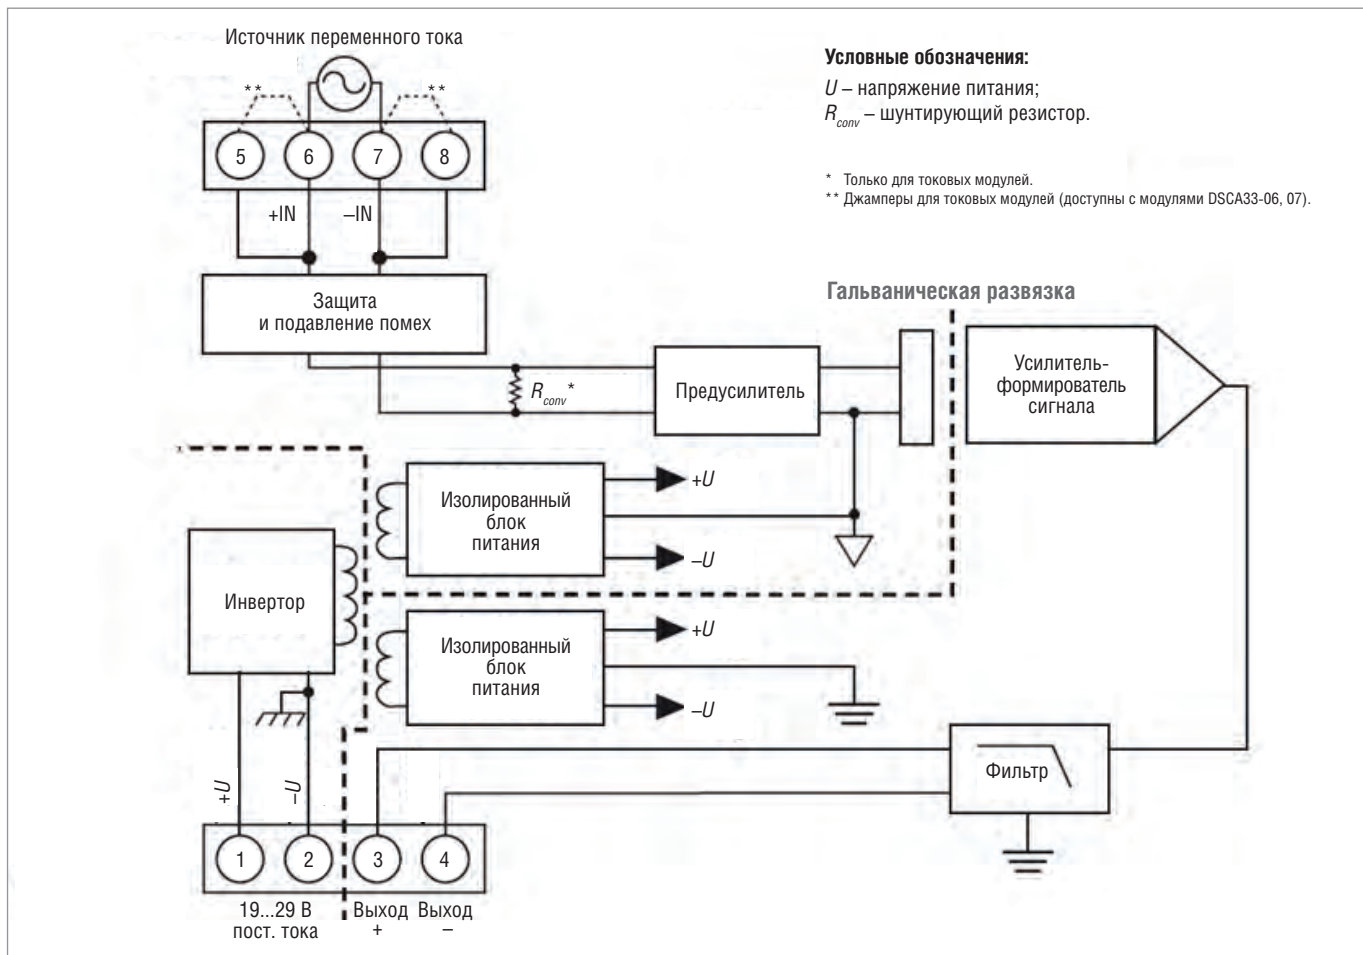 Источник переменного тока
**
**
5
6
7
8
+IN
–IN
Условные обозначения:
U – напряжение питания;
Rconv – шунтирующий резистор.
* Только для токовых модулей.
** Джамперы для токовых модулей (доступны с модулями DSCA33-06, 07).
Защита
и подавление помех
Гальваническая развязка
Rconv*
Предусилитель
Усилитель-
формирователь
сигнала
Изолированный
блок
питания
+U
–U
Инвертор
Изолированный
блок
питания
+U
–U
Фильтр
+U
–U
1
2
3
4
19...29 В
пост. тока
Выход
+
Выход
–